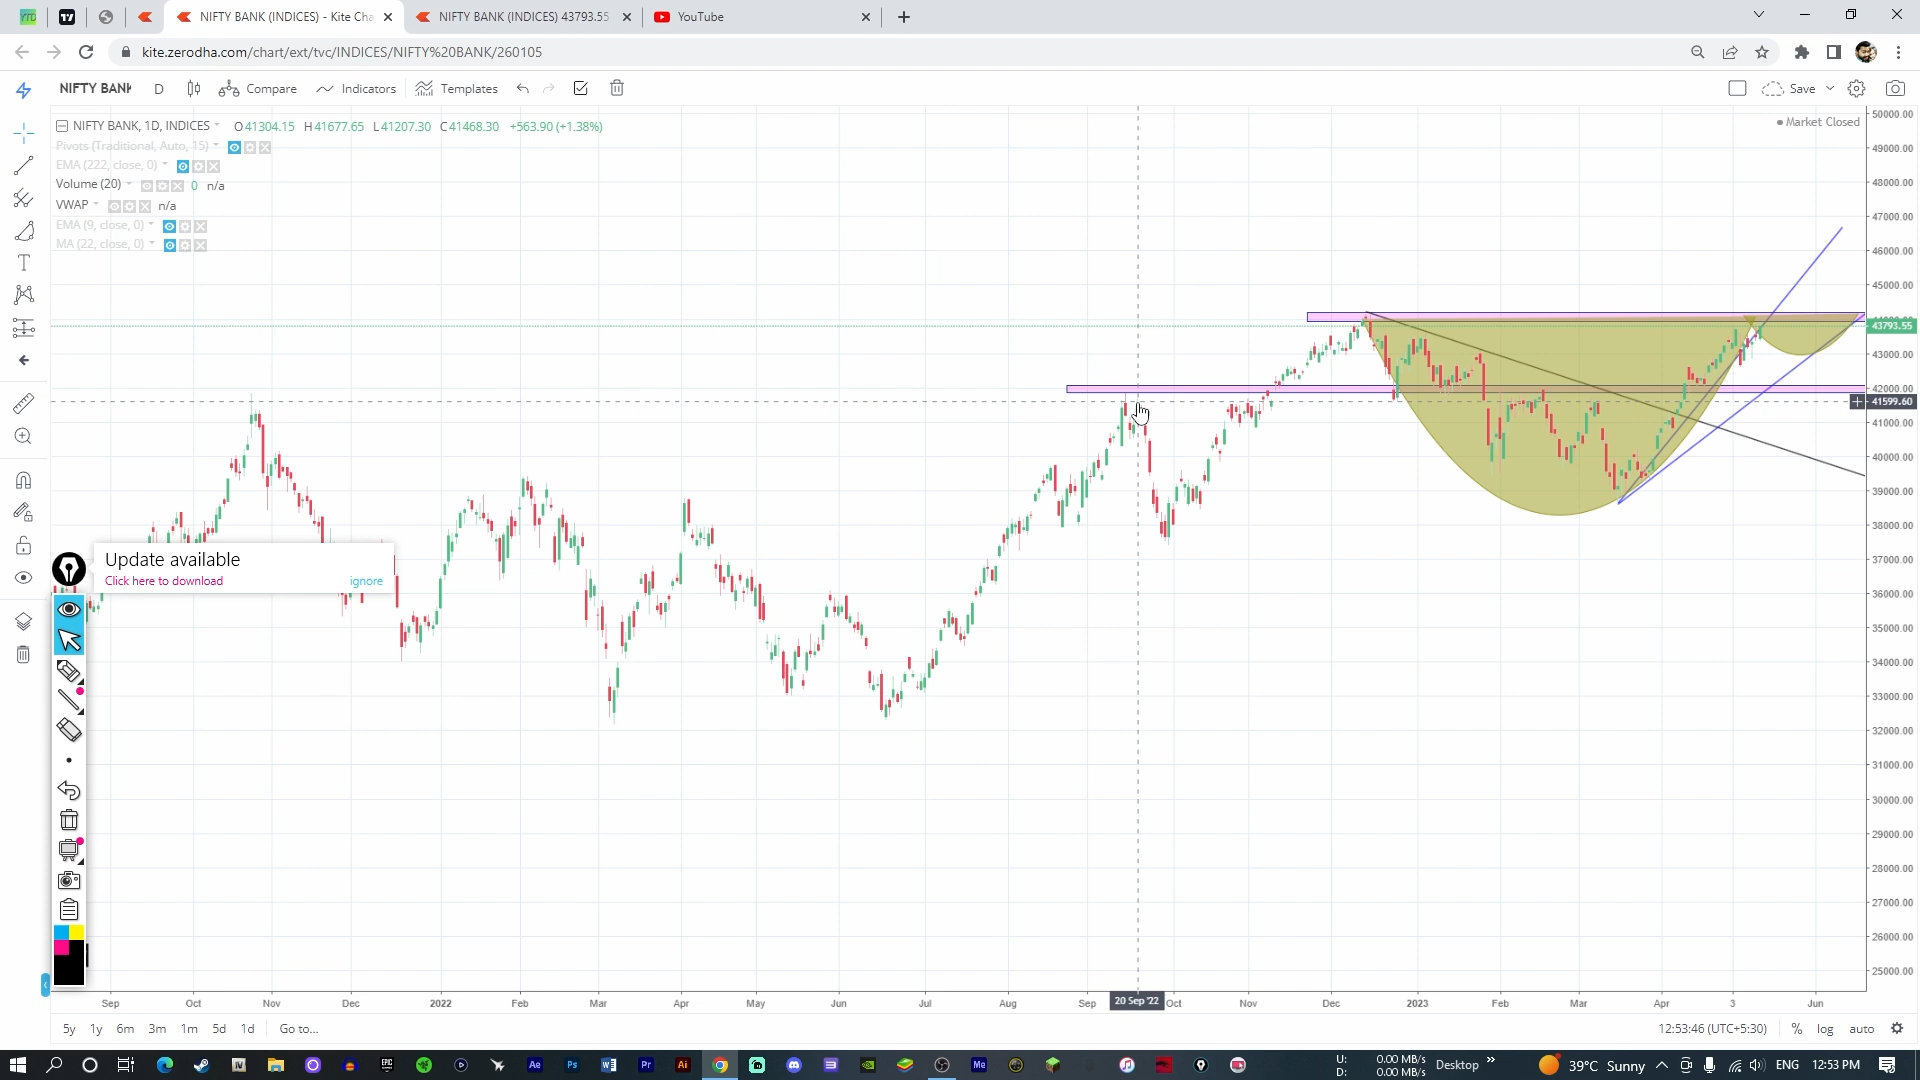 NIFTY BANK (INDICES) - Kite Cha
NIFTY BANK (INDICES) 43793.55
YouTube
kite.zerodha.com/chart/ext/tvc/INDICES/NIFTY%20BANK/260105
NIFTY BANK
D
Compare
Indicators
Templates
Save
NIFTY BANK, 1D, INDICES O41304.15 H41677.65 L41207.30 C41468.30 +563.90 (+1.38%)
Market Closed
Pivots (Traditional, Auto, 15)
EMA (222, close, 0)
Volume (20) 0 n/a
VWAP n/a
EMA (9, close, 0)
MA (22, close, 0)
50000.00
49000.00
48000.00
47000.00
46000.00
45000.00
43793.55
43000.00
42000.00
41599.60
41000.00
40000.00
39000.00
38000.00
37000.00
36000.00
35000.00
34000.00
33000.00
32000.00
31000.00
30000.00
29000.00
28000.00
27000.00
26000.00
25000.00
Update available
Click here to download ignore
Sep Oct Nov Dec 2022 Feb Mar Apr May Jun Jul Aug Sep 20 Sep '22 Oct Nov Dec 2023 Feb Mar Apr 3 Jun
5y 1y 6m 3m 1m 5d 1d Go to...
12:53:46 (UTC+5:30) % log auto
U: 0.00 MB/s
D: 0.00 MB/s
Desktop
39°C Sunny
ENG
12:53 PM